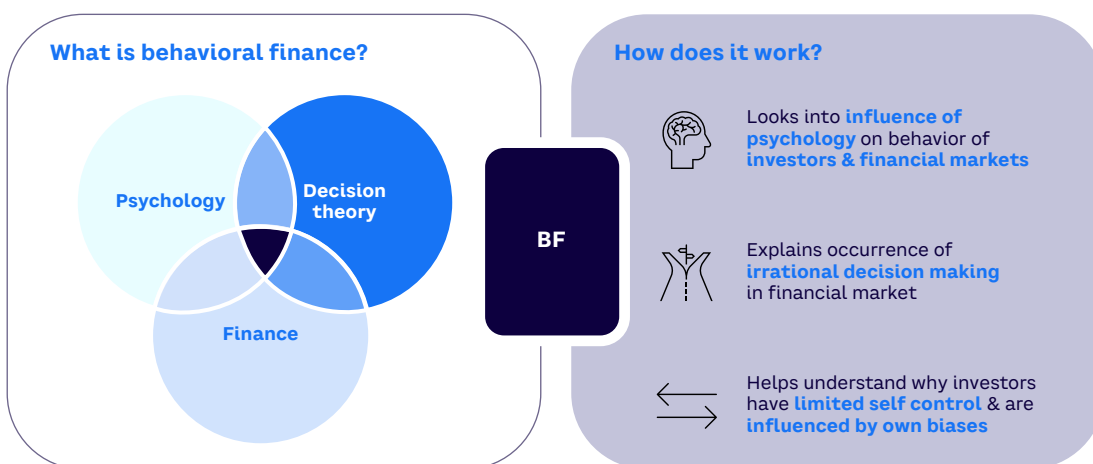 What is behavioral finance?
Psychology
Decision
theory
Finance
BF
How does it work?
Looks into influence of
psychology on behavior of
investors & financial markets
Explains occurrence of
irrational decision making
in financial market
Helps understand why investors
have limited self control & are
influenced by own biases